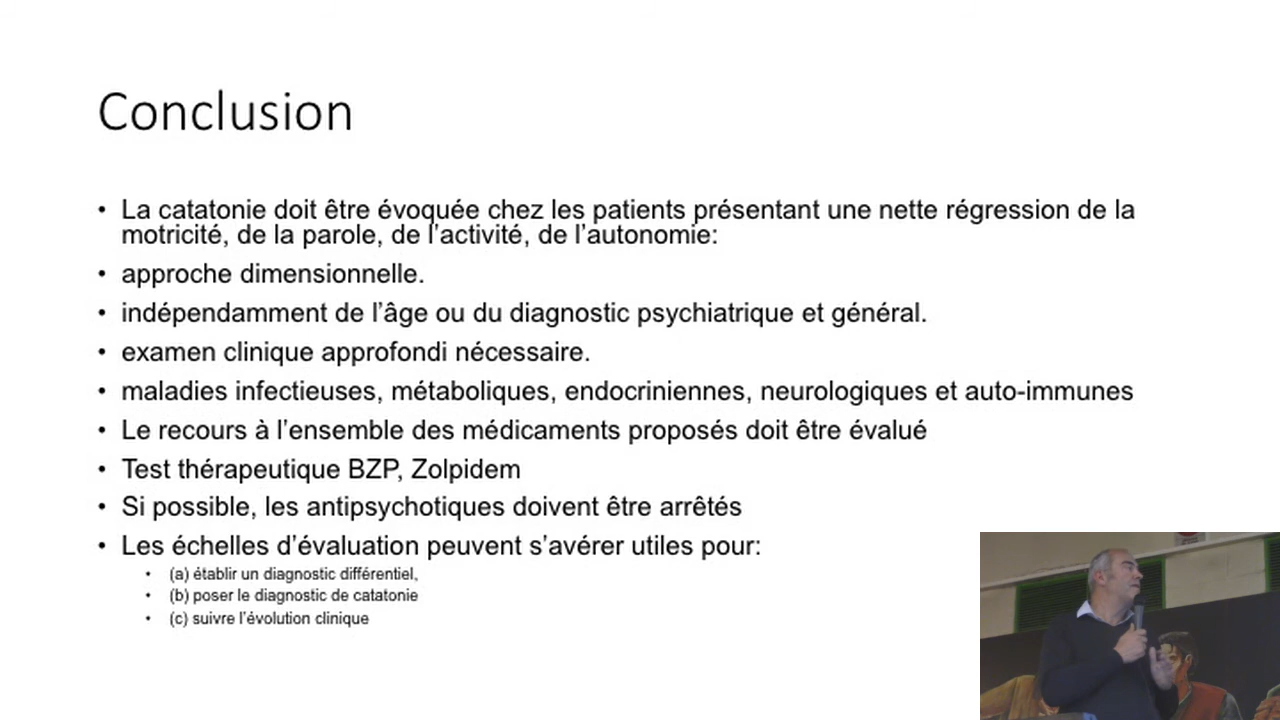 Conclusion
• La catatonie doit être évoquée chez les patients présentant une nette régression de la
motricité, de la parole, de l’activité, de l’autonomie:
• approche dimensionnelle.
• indépendamment de l’âge ou du diagnostic psychiatrique et général.
• examen clinique approfondi nécessaire.
• maladies infectieuses, métaboliques, endocriniennes, neurologiques et auto-immunes
• Le recours à l’ensemble des médicaments proposés doit être évalué
• Test thérapeutique BZP, Zolpidem
• Si possible, les antipsychotiques doivent être arrêtés
• Les échelles d’évaluation peuvent s’avérer utiles pour:
• (a) établir un diagnostic différentiel,
• (b) poser le diagnostic de catatonie
• (c) suivre l’évolution clinique